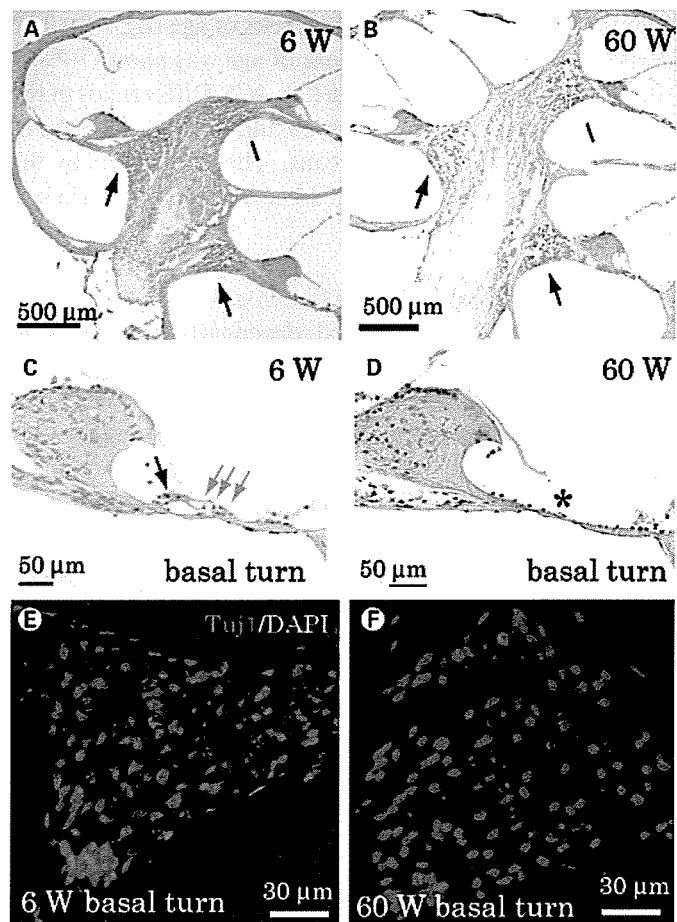 A
6 W
500 µm
B
60 W
500 µm
C
6 W
50 µm
basal turn
D
60 W
*
50 µm
basal turn
E
Tuj1/DAPI
6 W basal turn
30 µm
F
60 W basal turn
30 µm